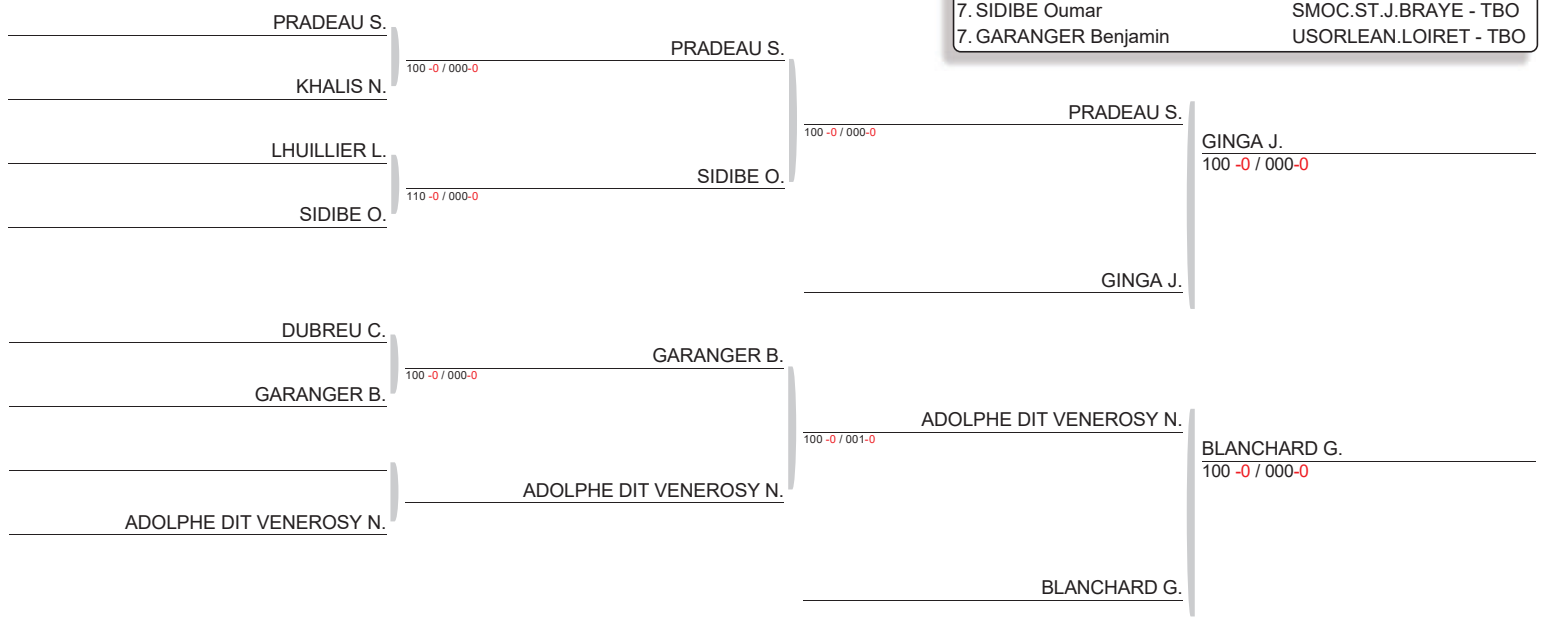 7. SIDIBE Oumar SMOC.ST.J.BRAYE - TBO
7. GARANGER Benjamin USORLEAN.LOIRET - TBO
PRADEAU S.
KHALIS N.
LHUILLIER L.
SIDIBE O.
DUBREU C.
GARANGER B.
ADOLPHE DIT VENEROSY N.
PRADEAU S.
100 -0 / 000-0
SIDIBE O.
110 -0 / 000-0
GARANGER B.
100 -0 / 000-0
ADOLPHE DIT VENEROSY N.
PRADEAU S.
100 -0 / 000-0
GINGA J.
ADOLPHE DIT VENEROSY N.
100 -0 / 001-0
BLANCHARD G.
GINGA J.
100 -0 / 000-0
BLANCHARD G.
100 -0 / 000-0